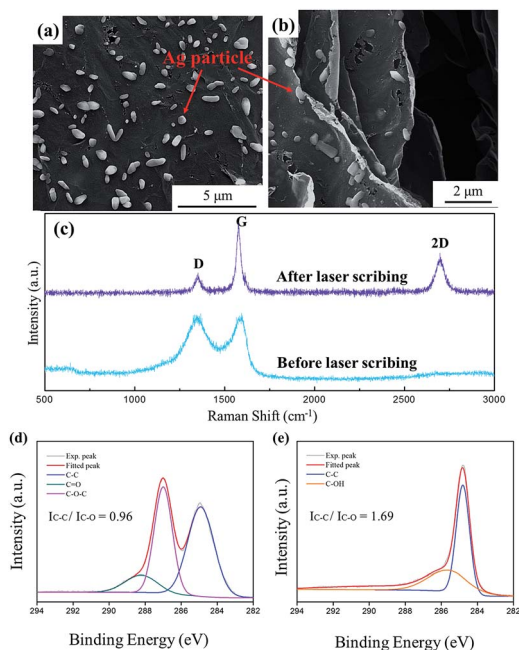 (a)
(b)
Ag particle
5 μm
2 μm
(c)
G
D
2D
After laser scribing
Before laser scribing
Intensity (a.u.)
500 1000 1500 2000 2500 3000
Raman Shift (cm-1)
(d)
Exp. peak
Fitted peak
C-C
C=O
C-O-C
IC-C/ IC-O = 0.96
Intensity (a.u.)
294 292 290 288 286 284 282
Binding Energy (eV)
(e)
Exp. peak
Fitted peak
C-C
C-OH
IC-C/ IC-O = 1.69
Intensity (a.u.)
294 292 290 288 286 284 282
Binding Energy (eV)